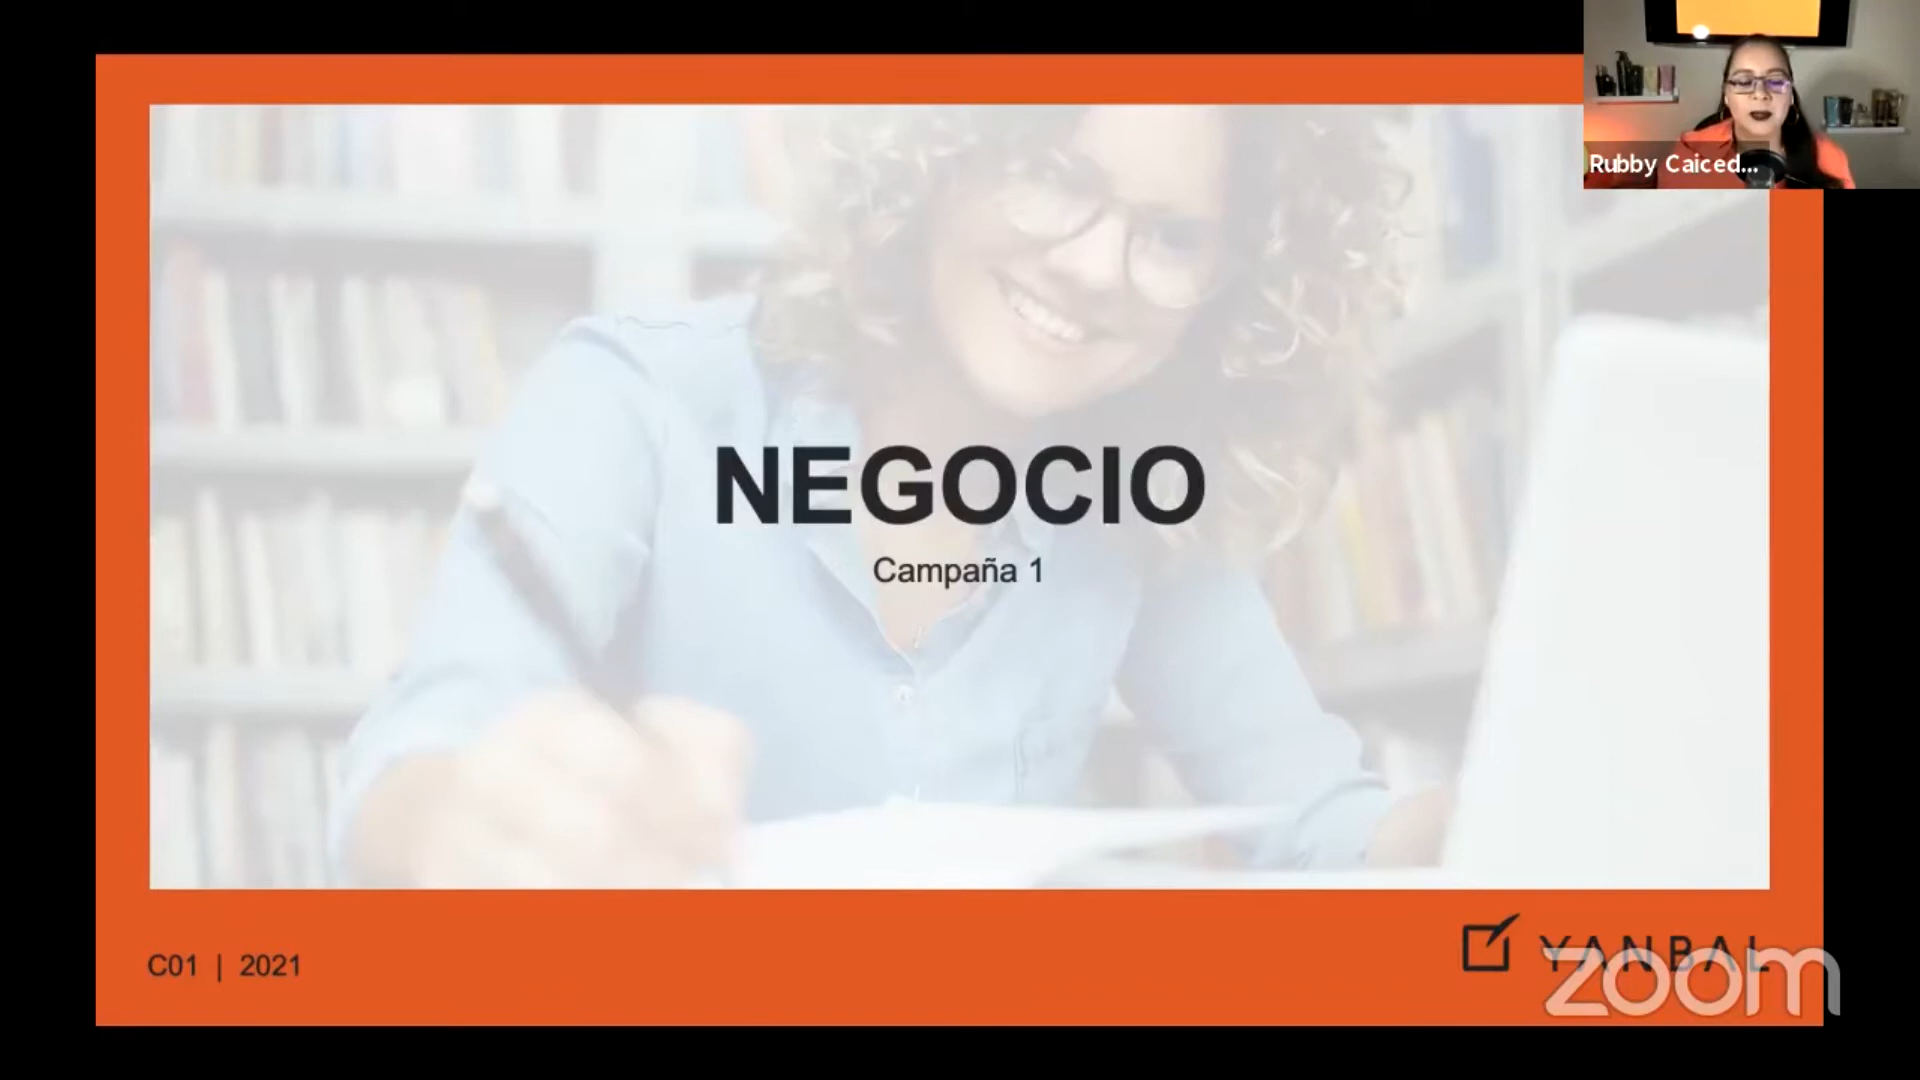 Rubby Caiced...
NEGOCIO
Campaña 1
C01 | 2021
YANBAL
zoom